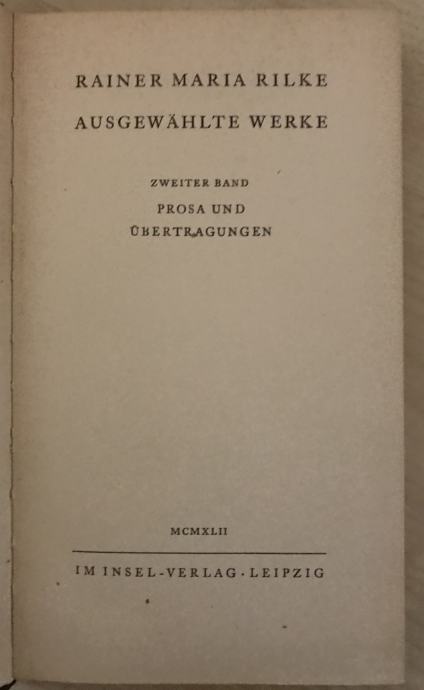 RAINER MARIA RILKE
AUSGEWÄHLTE WERKE
ZWEITER BAND
PROSA UND
ÜBERTRAGUNGEN
MCMXLII
IM INSEL-VERLAG · LEIPZIG